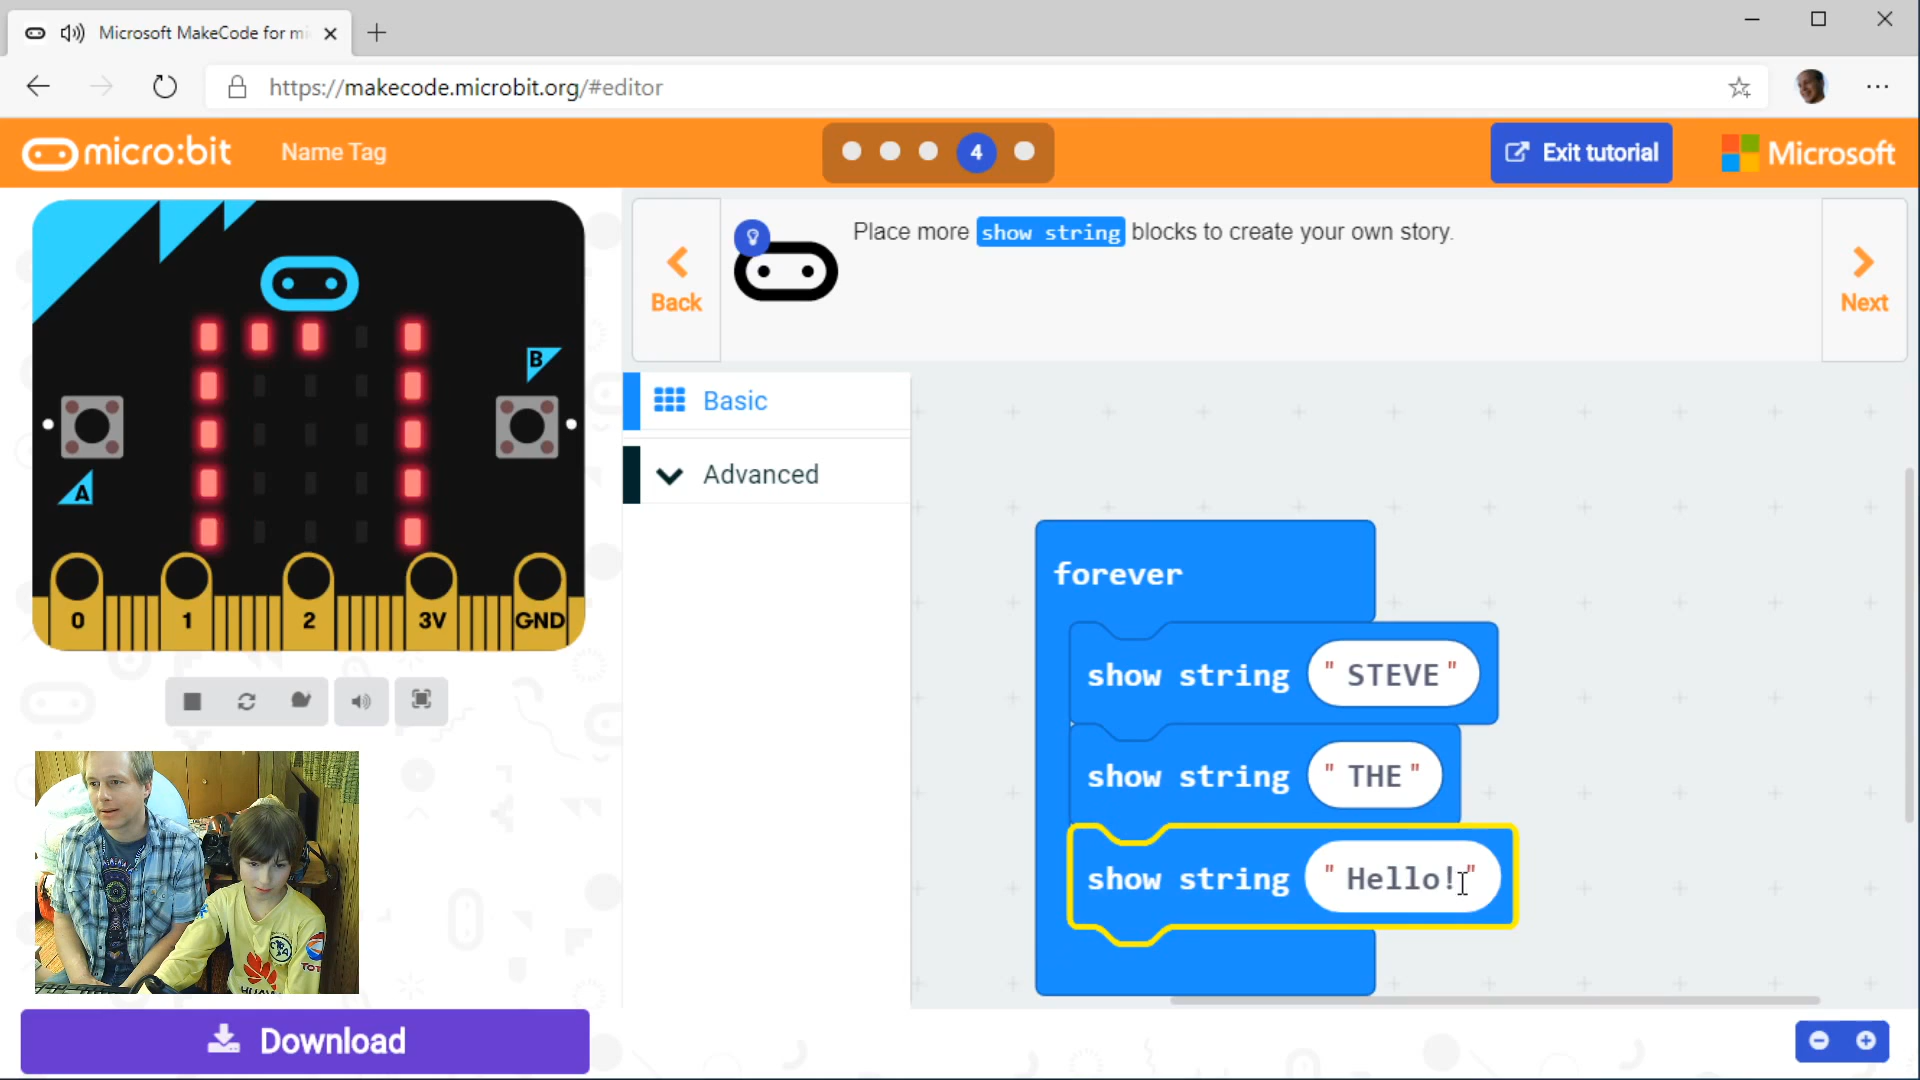 Microsoft MakeCode for mi
https://makecode.microbit.org/#editor
micro:bit
Name Tag
4
Exit tutorial
Microsoft
Back
Place more show string blocks to create your own story.
Next
B
A
0 1 2 3V GND
Basic
Advanced
forever
show string " STEVE "
show string " THE "
show string " Hello! "
HUAW
TOT
Download